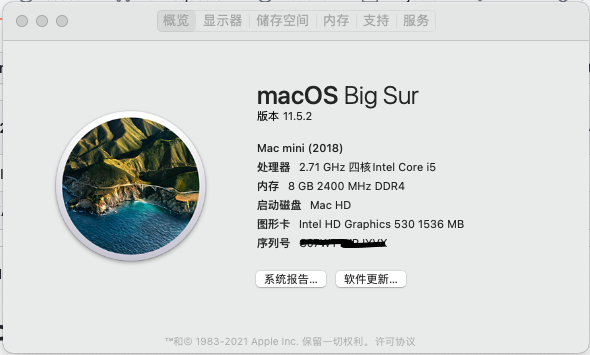 概览 显示器 储存空间 内存 支持 服务
macOS Big Sur
版本 11.5.2
Mac mini (2018)
处理器 2.71 GHz 四核Intel Core i5
内存 8 GB 2400 MHz DDR4
启动磁盘 Mac HD
图形卡 Intel HD Graphics 530 1536 MB
序列号
系统报告... 软件更新...
™和© 1983-2021 Apple Inc. 保留一切权利。许可协议